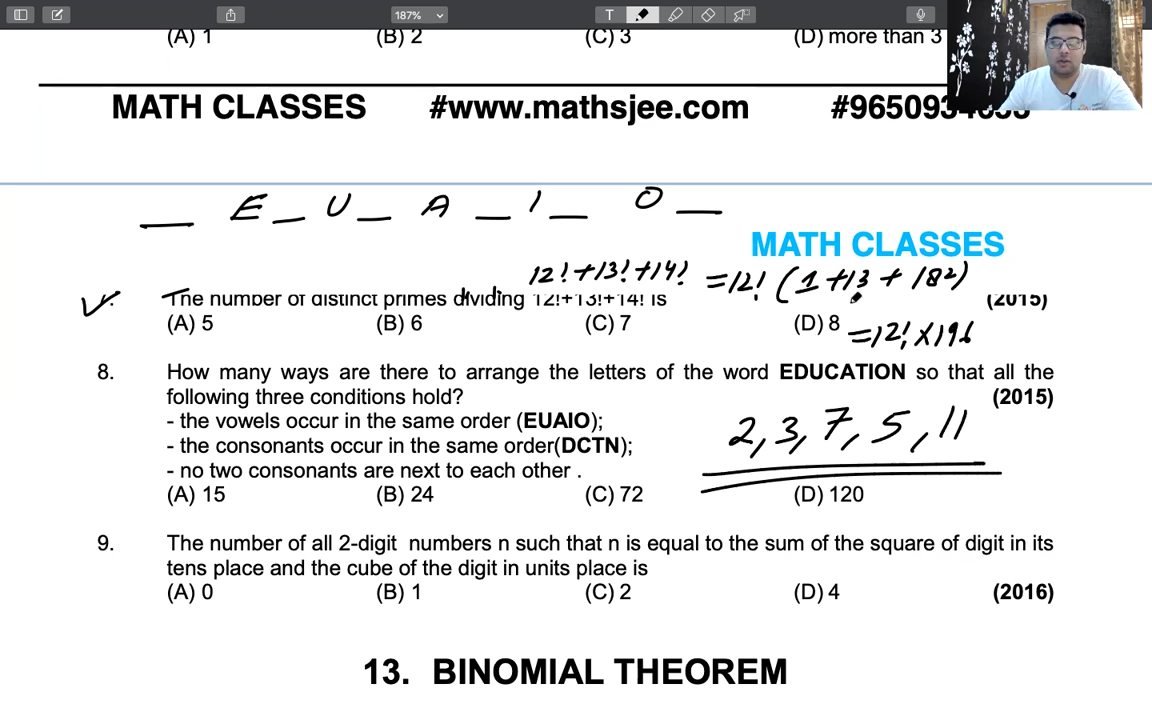 187%
T
(A) 1 (B) 2 (C) 3 (D) more than 3
MATH CLASSES #www.mathsjee.com
_ E _ U _ A _ I _ O _
MATH CLASSES
12!+13!+14! =12! (1+13+182)
The number of distinct primes dividing 12!+13!+14! is (2015)
(A) 5 (B) 6 (C) 7 (D) 8
=12! ×196
8. How many ways are there to arrange the letters of the word EDUCATION so that all the
following three conditions hold? (2015)
- the vowels occur in the same order (EUAIO);
- the consonants occur in the same order(DCTN);
2, 3, 7, 5, 11
- no two consonants are next to each other .
(A) 15 (B) 24 (C) 72 (D) 120
9. The number of all 2-digit numbers n such that n is equal to the sum of the square of digit in its
tens place and the cube of the digit in units place is
(A) 0 (B) 1 (C) 2 (D) 4 (2016)
13. BINOMIAL THEOREM